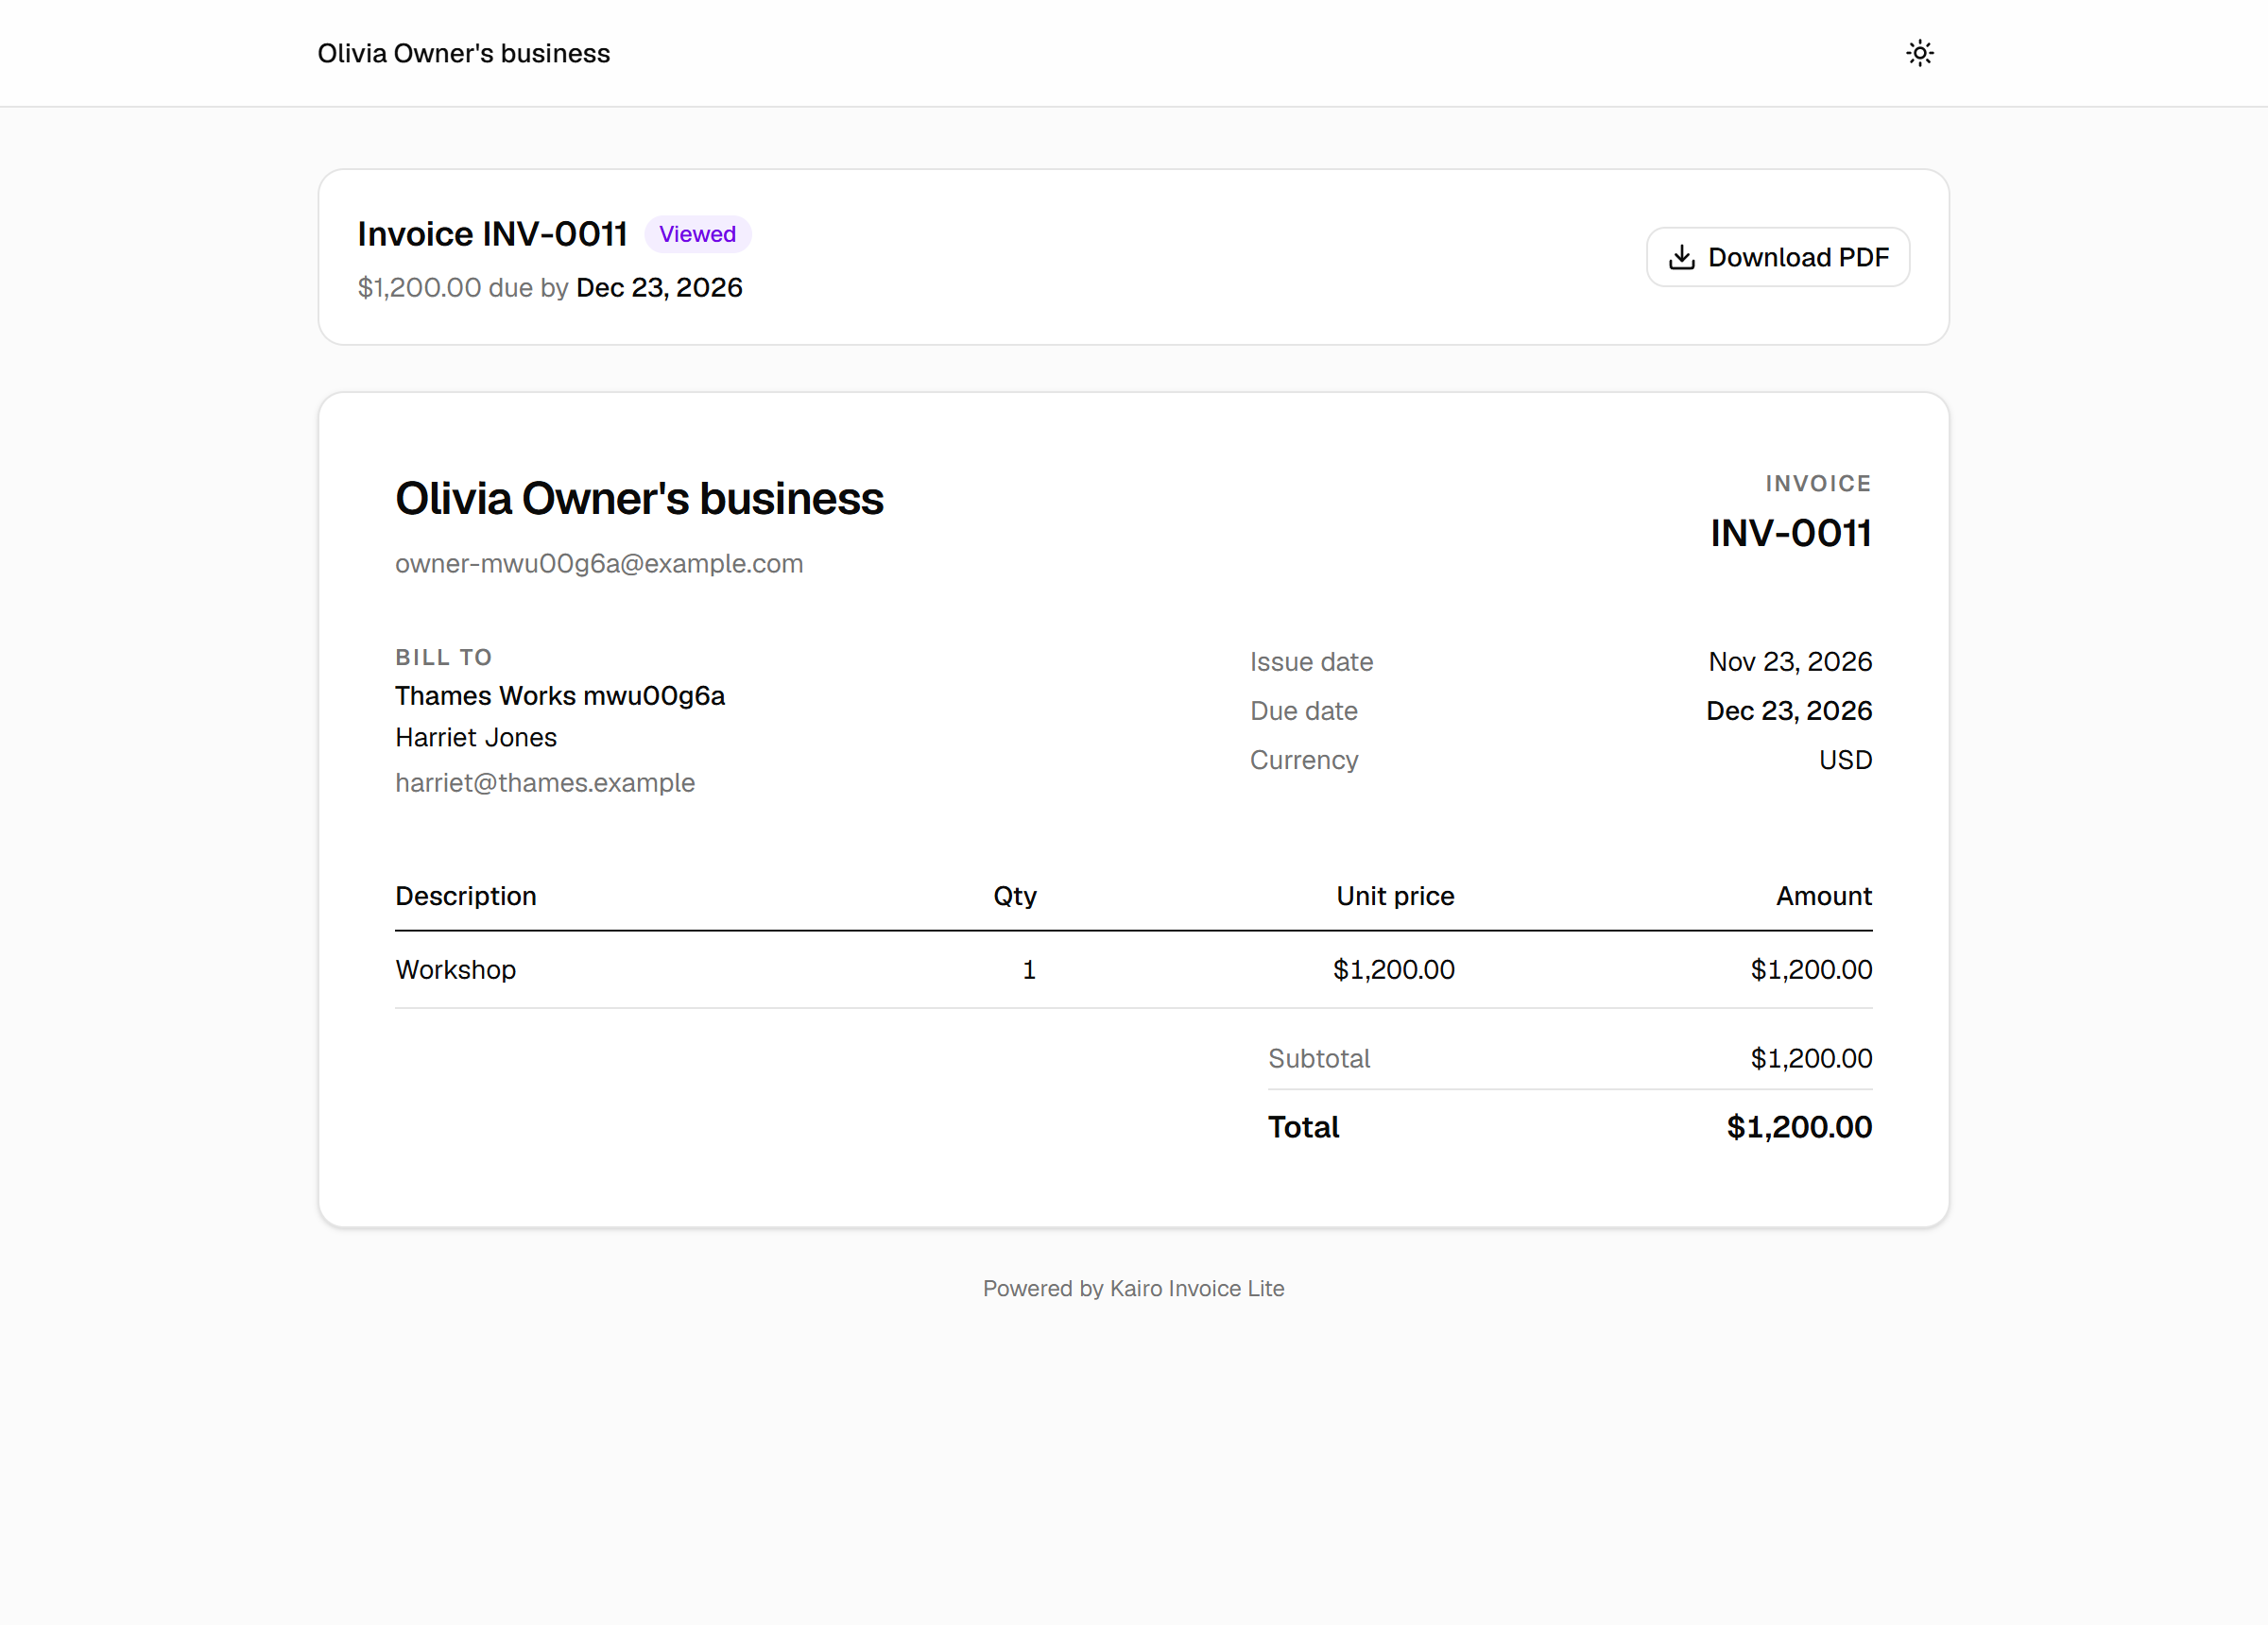 Olivia Owner's business
Invoice INV-0011 Viewed
$1,200.00 due by Dec 23, 2026
Download PDF
Olivia Owner's business
owner-mwu00g6a@example.com
INVOICE
INV-0011
BILL TO
Thames Works mwu00g6a
Harriet Jones
harriet@thames.example
Issue date Nov 23, 2026
Due date Dec 23, 2026
Currency USD
Description Qty Unit price Amount
Workshop 1 $1,200.00 $1,200.00
Subtotal $1,200.00
Total $1,200.00
Powered by Kairo Invoice Lite